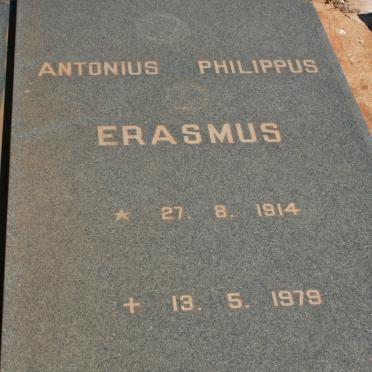 ANTONIUS PHILIPPUS
ERASMUS
★ 27. 8. 1914
✝ 13. 5. 1979